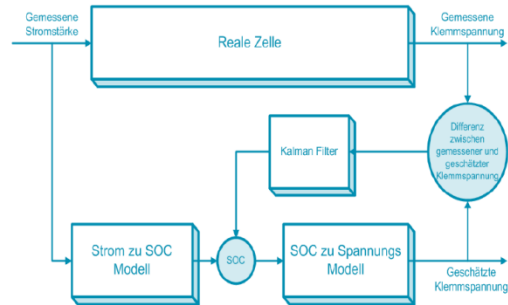 Gemessene
Stromstärke
Reale Zelle
Gemessene
Klemmspannung
Differenz
zwischen
gemessener und
geschätzter
Klemmspannung
Kalman Filter
Strom zu SOC
Modell
SOC
SOC zu Spannungs
Modell
Geschätzte
Klemmspannung